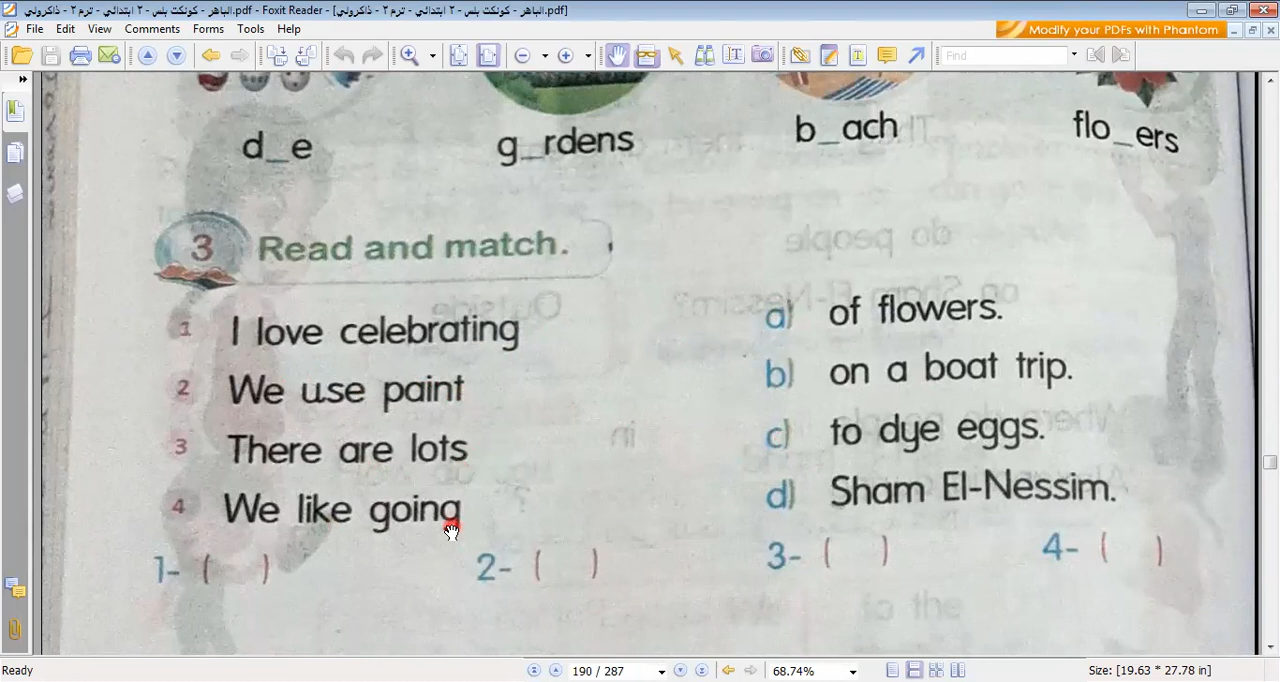 الباهر - كونكت بلس - ٢ ابتدائي - ترم ٢ - ذاكرولي.pdf - Foxit Reader - [الباهر - كونكت بلس - ٢ ابتدائي - ترم ٢ - ذاكرولي.pdf]
File Edit View Comments Forms Tools Help
Modify your PDFs with Phantom
Find
d_e g_rdens b_ach flo_ers
3 Read and match.
1 I love celebrating a) of flowers.
2 We use paint b) on a boat trip.
3 There are lots c) to dye eggs.
4 We like going d) Sham El-Nessim.
1- ( ) 2- ( ) 3- ( ) 4- ( )
Ready 190 / 287 68.74% Size: [19.63 * 27.78 in]